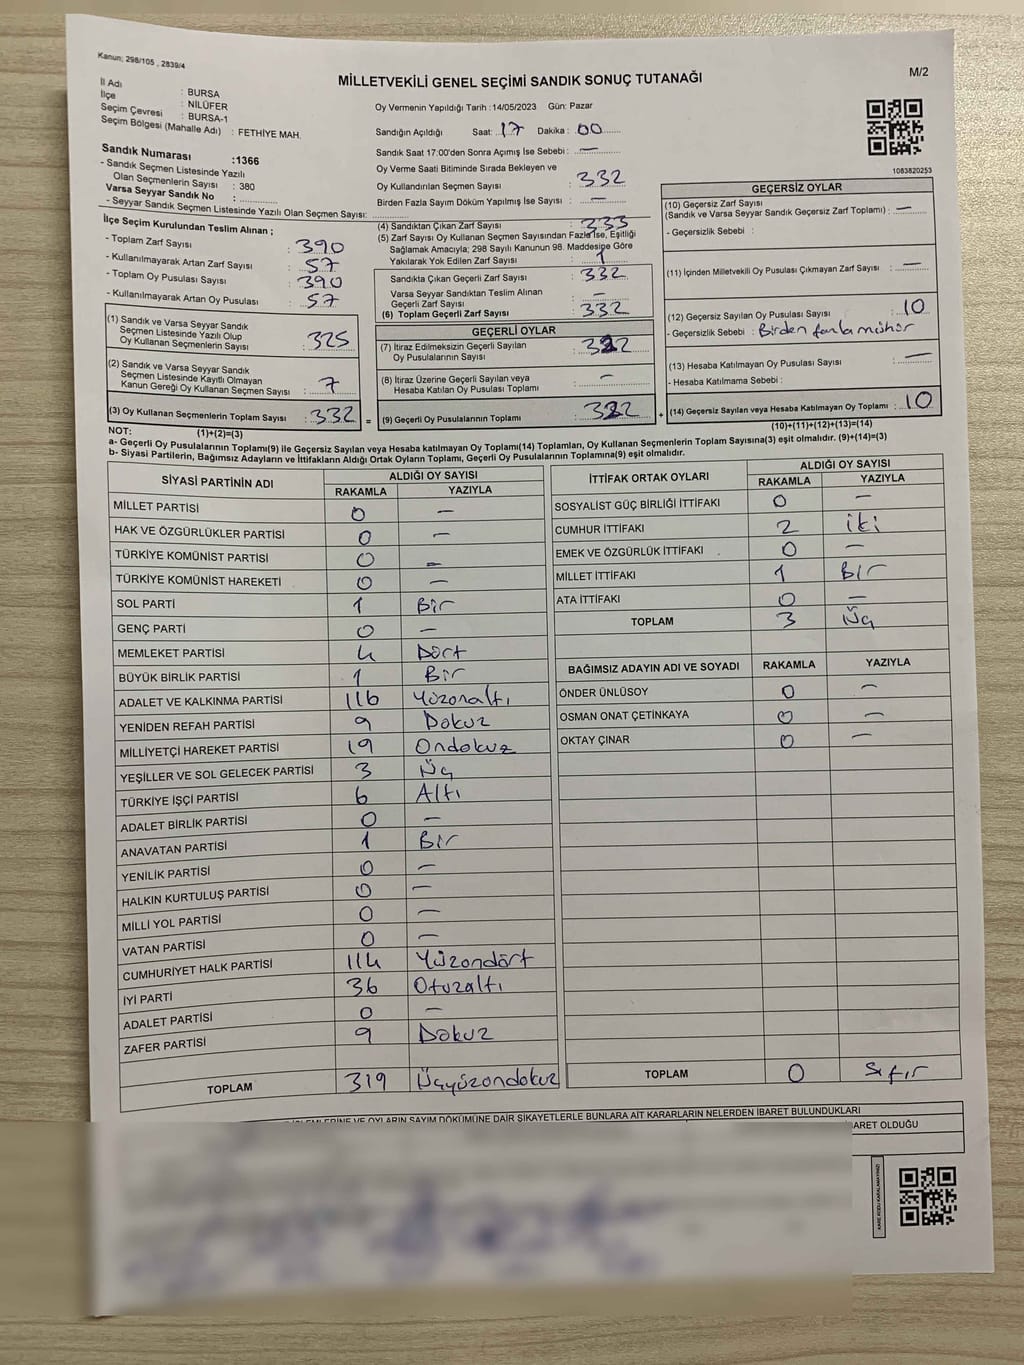 Kanun; 298/105 , 2839/4
MİLLETVEKİLİ GENEL SEÇİMİ SANDIK SONUÇ TUTANAĞI
M/2
İl Adı : BURSA
İlçe : NİLÜFER
Seçim Çevresi : BURSA-1
Seçim Bölgesi (Mahalle Adı) : FETHİYE MAH.
Sandık Numarası :1366
- Sandık Seçmen Listesinde Yazılı
Olan Seçmenlerin Sayısı : 380
Varsa Seyyar Sandık No :
- Seyyar Sandık Seçmen Listesinde Yazılı Olan Seçmen Sayısı:
İlçe Seçim Kurulundan Teslim Alınan ;
- Toplam Zarf Sayısı : 390
- Kullanılmayarak Artan Zarf Sayısı : 57
- Toplam Oy Pusulası Sayısı : 390
- Kullanılmayarak Artan Oy Pusulası : 57
(1) Sandık ve Varsa Seyyar Sandık
Seçmen Listesinde Yazılı Olup
Oy Kullanan Seçmenlerin Sayısı : 325
(2) Sandık ve Varsa Seyyar Sandık
Seçmen Listesinde Kayıtlı Olmayan
Kanun Gereği Oy Kullanan Seçmen Sayısı : 7
(3) Oy Kullanan Seçmenlerin Toplam Sayısı : 332 =
(1)+(2)=(3)
Oy Vermenin Yapıldığı Tarih :14/05/2023 Gün: Pazar
Sandığın Açıldığı Saat: 17 Dakika : 00
Sandık Saat 17:00'den Sonra Açımış İse Sebebi : —
Oy Verme Saati Bitiminde Sırada Bekleyen ve
Oy Kullandırılan Seçmen Sayısı : 332
Birden Fazla Sayım Döküm Yapılmış İse Sayısı : —
(4) Sandıktan Çıkan Zarf Sayısı : 333
(5) Zarf Sayısı Oy Kullanan Seçmen Sayısından Fazla İse, Eşitliği
Sağlamak Amacıyla; 298 Sayılı Kanunun 98. Maddesine Göre
Yakılarak Yok Edilen Zarf Sayısı : 1
Sandıkta Çıkan Geçerli Zarf Sayısı : 332
Varsa Seyyar Sandıktan Teslim Alınan
Geçerli Zarf Sayısı : —
(6) Toplam Geçerli Zarf Sayısı : 332
GEÇERLİ OYLAR
(7) İtiraz Edilmeksizin Geçerli Sayılan
Oy Pusulalarının Sayısı : 322
(8) İtiraz Üzerine Geçerli Sayılan veya
Hesaba Katılan Oy Pusulası Toplamı : —
(9) Geçerli Oy Pusulalarının Toplamı : 322 +
1083820253
GEÇERSİZ OYLAR
(10) Geçersiz Zarf Sayısı
(Sandık ve Varsa Seyyar Sandık Geçersiz Zarf Toplamı) : —
- Geçersizlik Sebebi :
(11) İçinden Milletvekili Oy Pusulası Çıkmayan Zarf Sayısı : —
(12) Geçersiz Sayılan Oy Pusulası Sayısı : 10
- Geçersizlik Sebebi : Birden fazla mühür
(13) Hesaba Katılmayan Oy Pusulası Sayısı : —
- Hesaba Katılmama Sebebi :
(14) Geçersiz Sayılan veya Hesaba Katılmayan Oy Toplamı : 10
(10)+(11)+(12)+(13)=(14)
NOT:
a- Geçerli Oy Pusulalarının Toplamı(9) ile Geçersiz Sayılan veya Hesaba katılmayan Oy Toplamı(14) Toplamları, Oy Kullanan Seçmenlerin Toplam Sayısına(3) eşit olmalıdır. (9)+(14)=(3)
b- Siyasi Partilerin, Bağımsız Adayların ve İttifakların Aldığı Ortak Oyların Toplamı, Geçerli Oy Pusulalarının Toplamına(9) eşit olmalıdır.
SİYASİ PARTİNİN ADI ALDIĞI OY SAYISI
RAKAMLA YAZIYLA
MİLLET PARTİSİ 0 —
HAK VE ÖZGÜRLÜKLER PARTİSİ 0 —
TÜRKİYE KOMÜNİST PARTİSİ 0 —
TÜRKİYE KOMÜNİST HAREKETİ 0 —
SOL PARTİ 1 Bir
GENÇ PARTİ 0 —
MEMLEKET PARTİSİ 4 Dört
BÜYÜK BİRLİK PARTİSİ 1 Bir
ADALET VE KALKINMA PARTİSİ 116 Yüzonaltı
YENİDEN REFAH PARTİSİ 9 Dokuz
MİLLİYETÇİ HAREKET PARTİSİ 19 Ondokuz
YEŞİLLER VE SOL GELECEK PARTİSİ 3 Üç
TÜRKİYE İŞÇİ PARTİSİ 6 Altı
ADALET BİRLİK PARTİSİ 0 —
ANAVATAN PARTİSİ 1 Bir
YENİLİK PARTİSİ 0 —
HALKIN KURTULUŞ PARTİSİ 0 —
MİLLİ YOL PARTİSİ 0 —
VATAN PARTİSİ 0 —
CUMHURİYET HALK PARTİSİ 114 Yüzondört
İYİ PARTİ 36 Otuzaltı
ADALET PARTİSİ 0 —
ZAFER PARTİSİ 9 Dokuz
TOPLAM 319 Üçyüzondokuz
İTTİFAK ORTAK OYLARI ALDIĞI OY SAYISI
RAKAMLA YAZIYLA
SOSYALİST GÜÇ BİRLİĞİ İTTİFAKI 0 —
CUMHUR İTTİFAKI 2 iki
EMEK VE ÖZGÜRLÜK İTTİFAKI 0 —
MİLLET İTTİFAKI 1 Bir
ATA İTTİFAKI 0 —
TOPLAM 3 Üç
BAĞIMSIZ ADAYIN ADI VE SOYADI RAKAMLA YAZIYLA
ÖNDER ÜNLÜSOY 0 —
OSMAN ONAT ÇETİNKAYA 0 —
OKTAY ÇINAR 0 —
TOPLAM 0 Sıfır
İŞLEMLERİNE VE OYLARIN SAYIM DÖKÜMÜNE DAİR ŞİKAYETLERLE BUNLARA AİT KARARLARIN NELERDEN İBARET BULUNDUKLARI
BARET OLDUĞU
KARE KODU KARALAMAYINIZ!